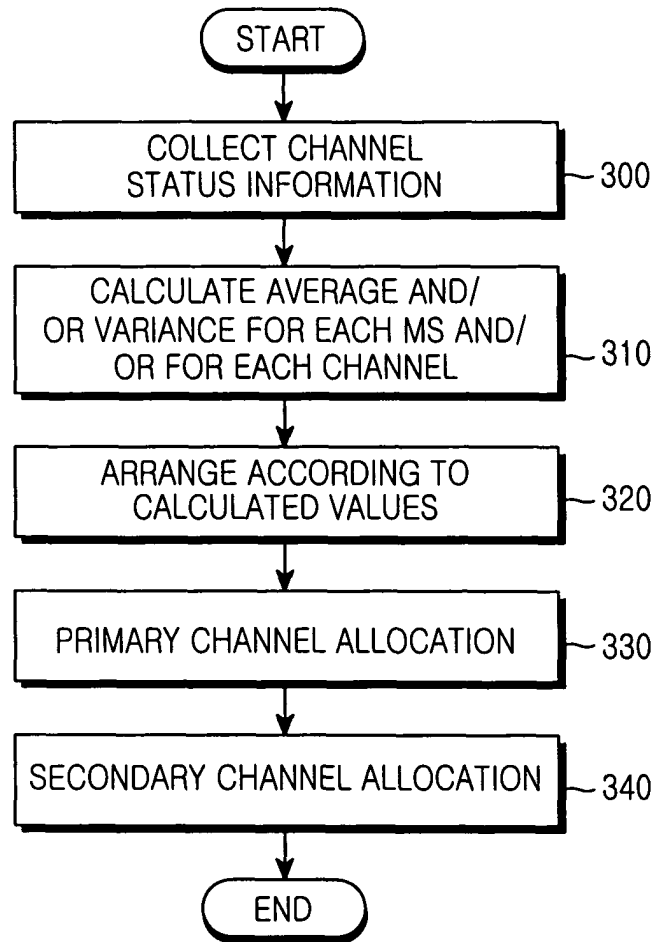 START
COLLECT CHANNEL
STATUS INFORMATION
300
CALCULATE AVERAGE AND/
OR VARIANCE FOR EACH MS AND/
OR FOR EACH CHANNEL
310
ARRANGE ACCORDING TO
CALCULATED VALUES
320
PRIMARY CHANNEL ALLOCATION
330
SECONDARY CHANNEL ALLOCATION
340
END